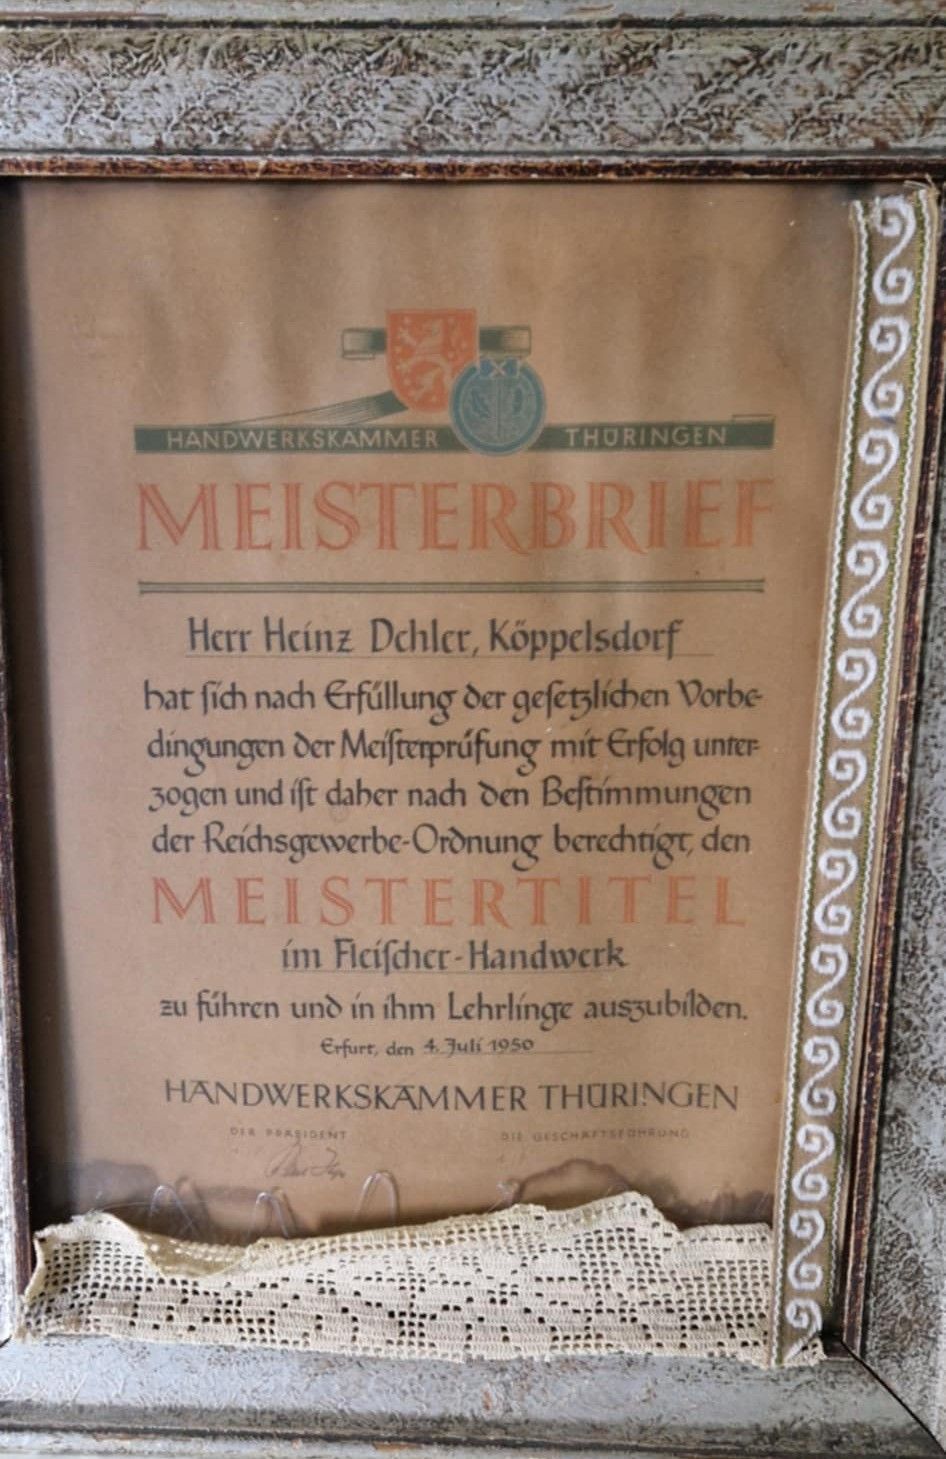 HANDWERKSKAMMER THÜRINGEN
MEISTERBRIEF
Herr Heinz Dehler, Köppelsdorf
hat sich nach Erfüllung der gesetzlichen Vorbe-
dingungen der Meisterprüfung mit Erfolg unter-
zogen und ist daher nach den Bestimmungen
der Reichsgewerbe-Ordnung berechtigt, den
MEISTERTITEL
im Fleischer-Handwerk
zu führen und in ihm Lehrlinge auszubilden.
Erfurt, den 4. Juli 1950
HANDWERKSKAMMER THÜRINGEN
DER PRÄSIDENT DIE GESCHÄFTSFÜHRUNG